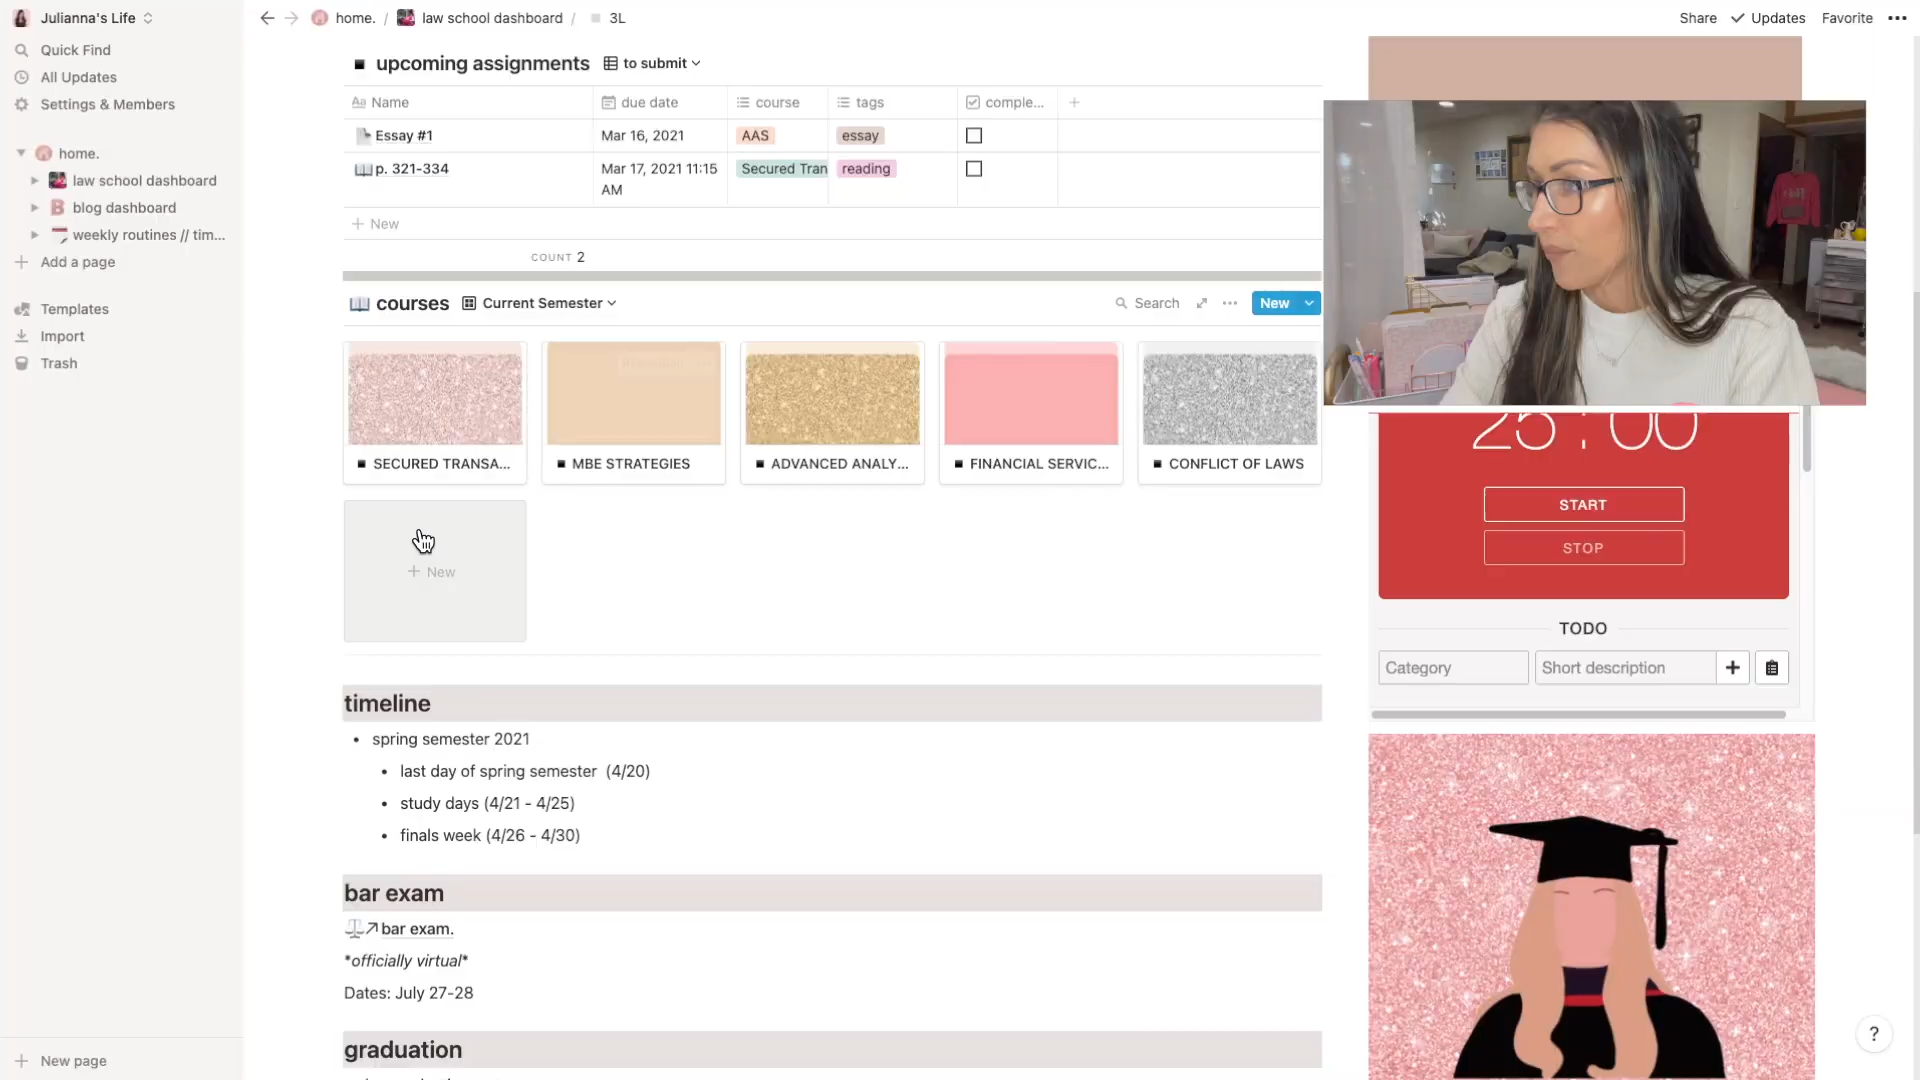 Julianna's Life
Quick Find
All Updates
Settings & Members
home.
law school dashboard
blog dashboard
weekly routines // tim...
Add a page
Templates
Import
Trash
New page
home. / law school dashboard / 3L
Share Updates Favorite
upcoming assignments to submit
Aa Name due date course tags comple...
Essay #1 Mar 16, 2021 AAS essay
p. 321-334 Mar 17, 2021 11:15 AM Secured Tran reading
New
COUNT 2
courses Current Semester Search New
SECURED TRANSA... MBE STRATEGIES ADVANCED ANALY... FINANCIAL SERVIC... CONFLICT OF LAWS
New
timeline
spring semester 2021
last day of spring semester (4/20)
study days (4/21 - 4/25)
finals week (4/26 - 4/30)
bar exam
bar exam.
*officially virtual*
Dates: July 27-28
graduation
25 : 00
START
STOP
TODO
Category Short description
?